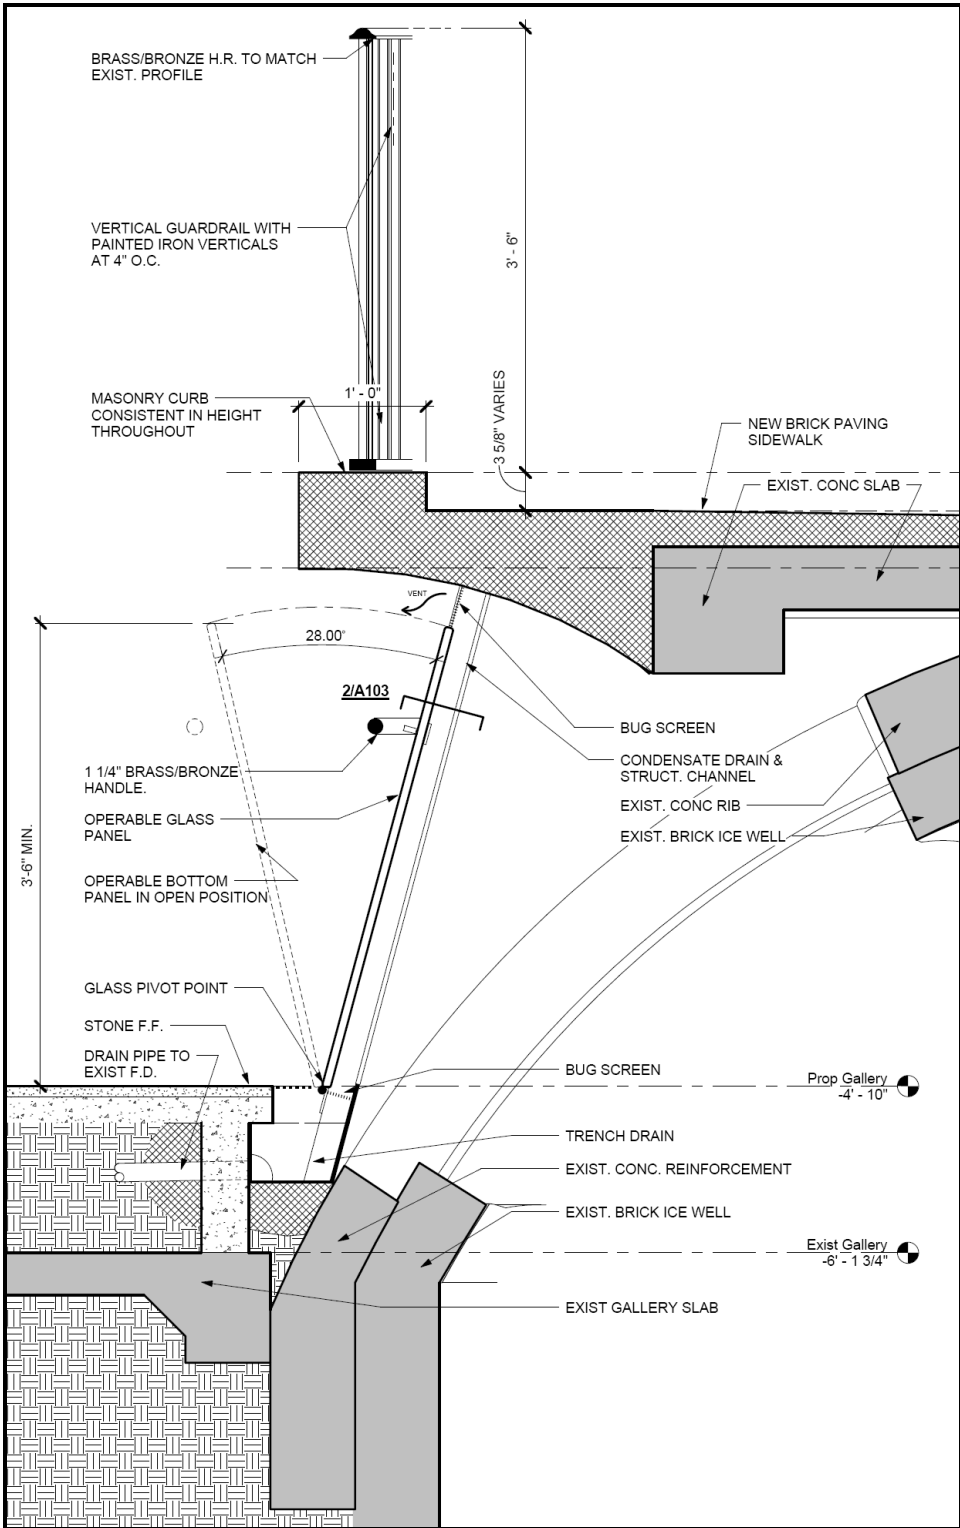 BRASS/BRONZE H.R. TO MATCH
EXIST. PROFILE
VERTICAL GUARDRAIL WITH
PAINTED IRON VERTICALS
AT 4" O.C.
3' - 6"
MASONRY CURB
CONSISTENT IN HEIGHT
THROUGHOUT
1' - 0"
3 5/8" VARIES
NEW BRICK PAVING
SIDEWALK
EXIST. CONC SLAB
VENT
28.00°
2/A103
1 1/4" BRASS/BRONZE
HANDLE.
OPERABLE GLASS
PANEL
3'-6" MIN.
OPERABLE BOTTOM
PANEL IN OPEN POSITION
BUG SCREEN
CONDENSATE DRAIN &
STRUCT. CHANNEL
EXIST. CONC RIB
EXIST. BRICK ICE WELL
GLASS PIVOT POINT
STONE F.F.
DRAIN PIPE TO
EXIST F.D.
BUG SCREEN
Prop Gallery
-4' - 10"
TRENCH DRAIN
EXIST. CONC. REINFORCEMENT
EXIST. BRICK ICE WELL
Exist Gallery
-6' - 1 3/4"
EXIST GALLERY SLAB